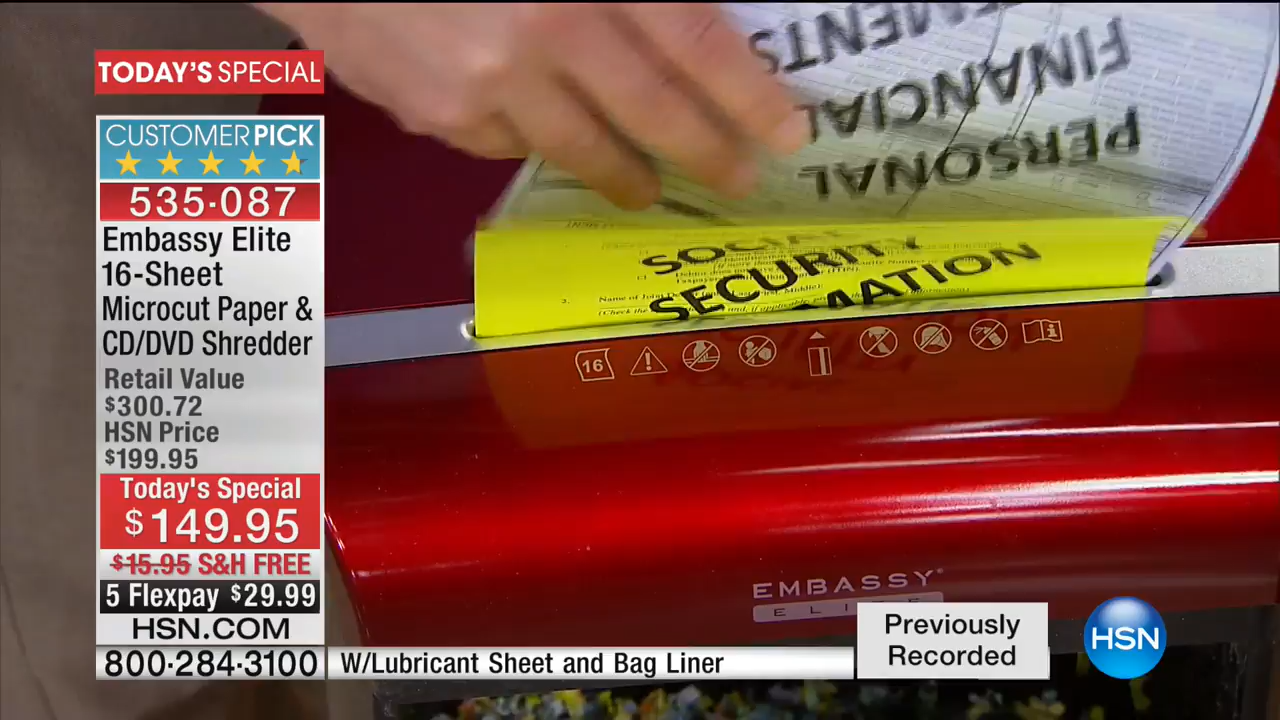 TODAY'S SPECIAL
CUSTOMER PICK
535-087
Embassy Elite
16-Sheet
Microcut Paper &
CD/DVD Shredder
Retail Value
$300.72
HSN Price
$199.95
Today's Special
$149.95
$15.95 S&H FREE
5 Flexpay $29.99
HSN.COM
800-284-3100
W/Lubricant Sheet and Bag Liner
Previously
Recorded
HSN
PERSONAL
FINANCIAL
SOCIAL
SECURITY
16
EMBASSY
ELITE